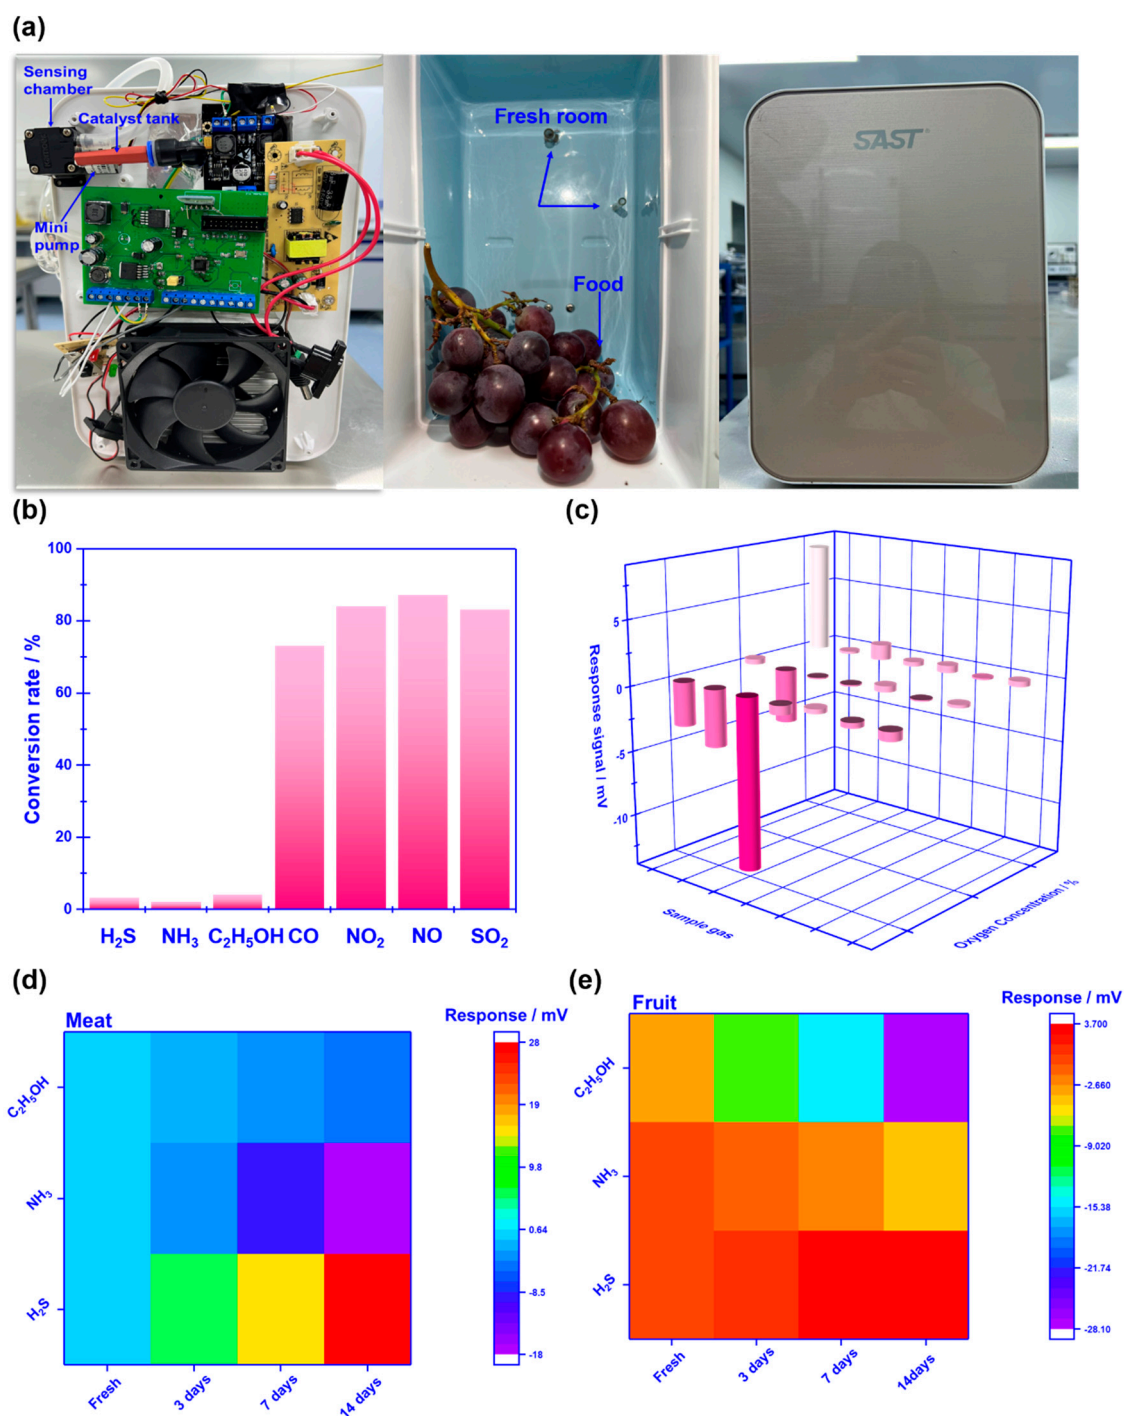 (a)
Sensing
chamber
Catalyst tank
Mini
pump
Fresh room
Food
SAST®
(b)
Conversion rate / %
100
80
60
40
20
0
H₂S NH₃ C₂H₅OH CO NO₂ NO SO₂
(c)
Response signal / mV
5
0
-5
-10
Sample gas
Oxygen Concentration / %
(d)
Meat
Response / mV
C₂H₅OH
NH₃
H₂S
Fresh 3 days 7 days 14 days
28
19
9.8
0.64
-8.5
-18
(e)
Fruit
Response / mV
C₂H₅OH
NH₃
H₂S
Fresh 3 days 7 days 14days
3.700
-2.660
-9.020
-15.38
-21.74
-28.10